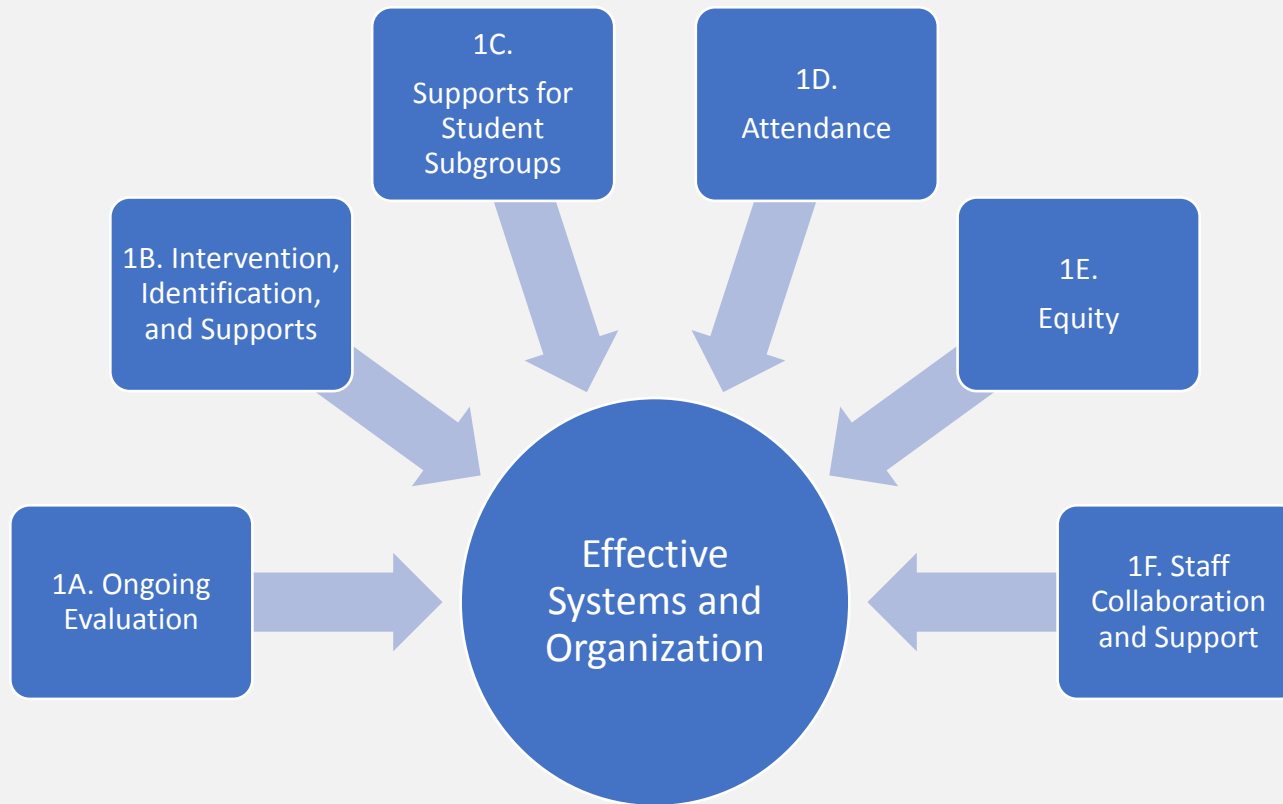 1A. Ongoing
Evaluation
1B. Intervention,
Identification,
and Supports
1C.
Supports for
Student
Subgroups
1D.
Attendance
1E.
Equity
1F. Staff
Collaboration
and Support
Effective
Systems and
Organization